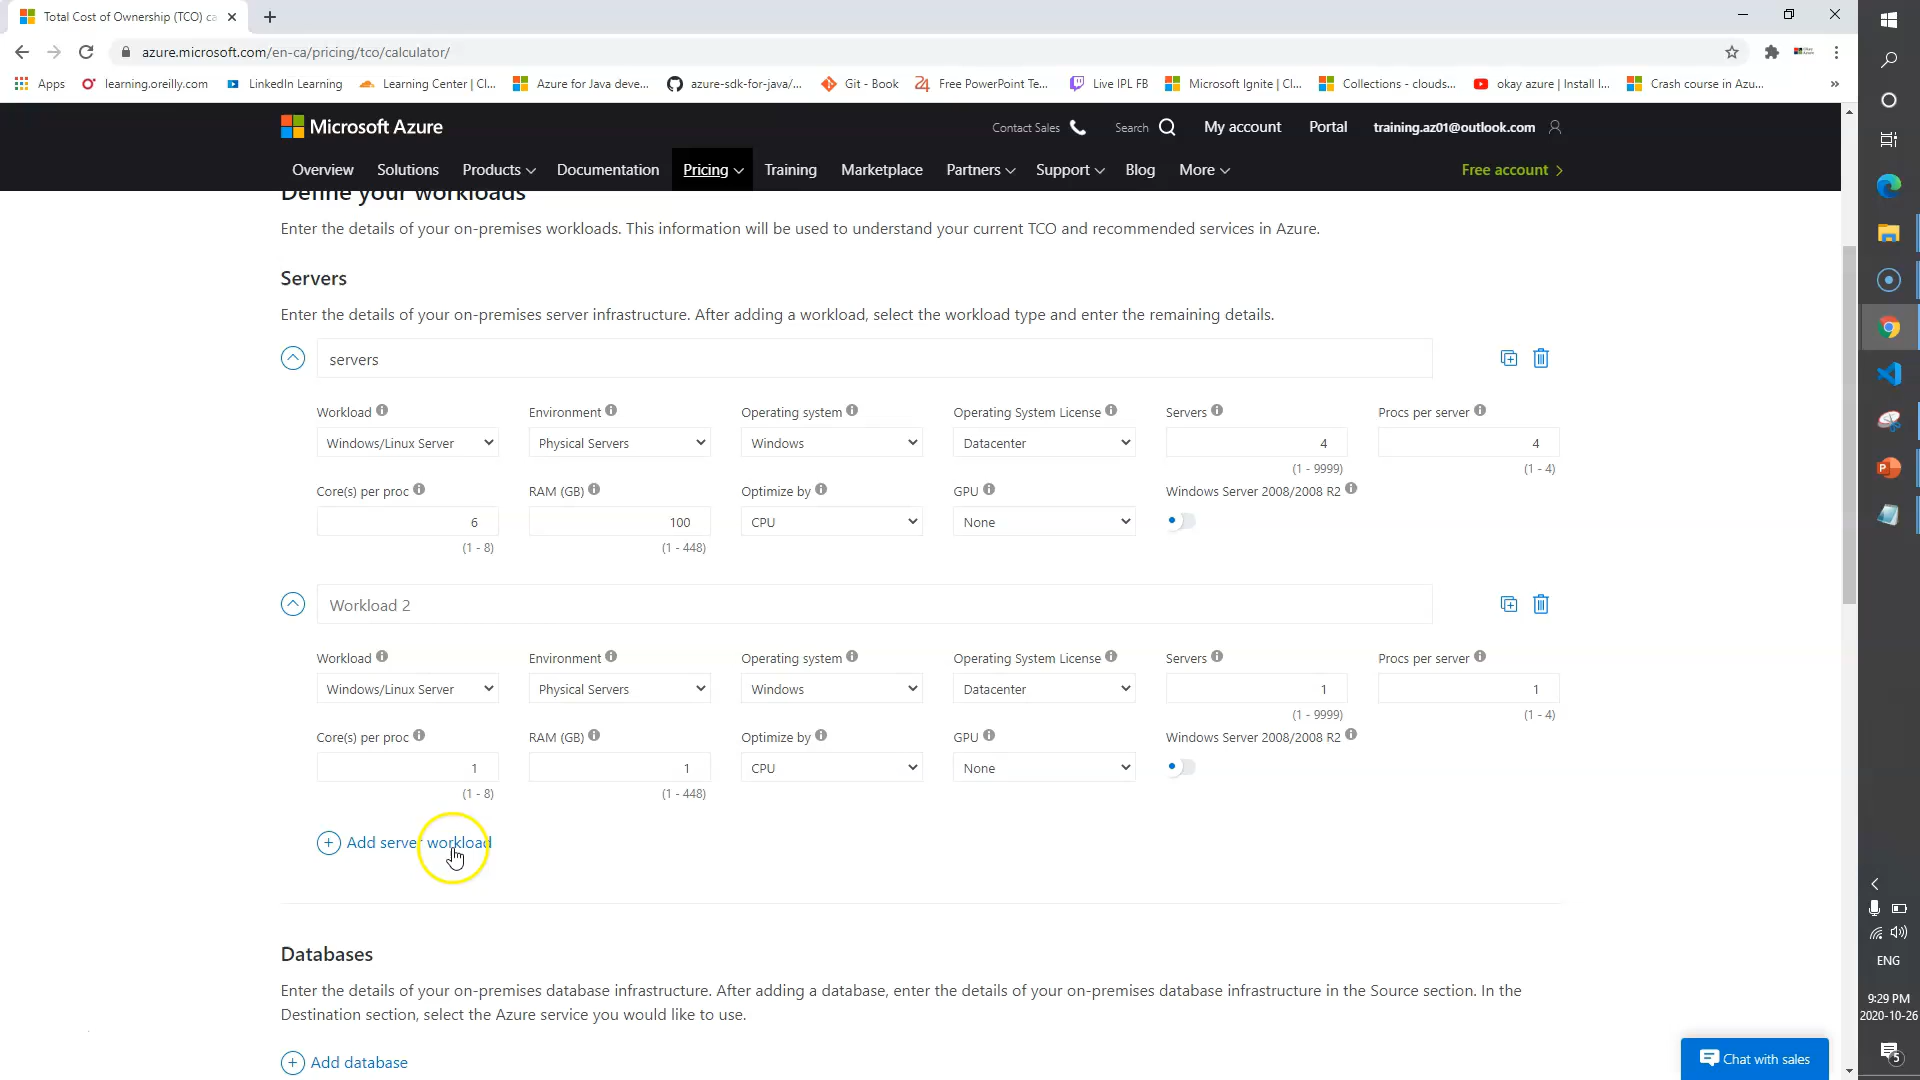 Total Cost of Ownership (TCO) ca
azure.microsoft.com/en-ca/pricing/tco/calculator/
Apps learning.oreilly.com LinkedIn Learning Learning Center | Cl... Azure for Java deve... azure-sdk-for-java/... Git - Book Free PowerPoint Te... Live IPL FB Microsoft Ignite | Cl... Collections - clouds... okay azure | Install I... Crash course in Azu... »
Microsoft Azure Contact Sales Search My account Portal training.az01@outlook.com
Overview Solutions Products Documentation Pricing Training Marketplace Partners Support Blog More Free account
Define your workloads
Enter the details of your on-premises workloads. This information will be used to understand your current TCO and recommended services in Azure.
Servers
Enter the details of your on-premises server infrastructure. After adding a workload, select the workload type and enter the remaining details.
servers
Workload Environment Operating system Operating System License Servers Procs per server
Windows/Linux Server Physical Servers Windows Datacenter 4 4
(1 - 9999) (1 - 4)
Core(s) per proc RAM (GB) Optimize by GPU Windows Server 2008/2008 R2
6 100 CPU None
(1 - 8) (1 - 448)
Workload 2
Workload Environment Operating system Operating System License Servers Procs per server
Windows/Linux Server Physical Servers Windows Datacenter 1 1
(1 - 9999) (1 - 4)
Core(s) per proc RAM (GB) Optimize by GPU Windows Server 2008/2008 R2
1 1 CPU None
(1 - 8) (1 - 448)
Add server workload
Databases
Enter the details of your on-premises database infrastructure. After adding a database, enter the details of your on-premises database infrastructure in the Source section. In the
Destination section, select the Azure service you would like to use.
Add database
Chat with sales
ENG
9:29 PM
2020-10-26
5